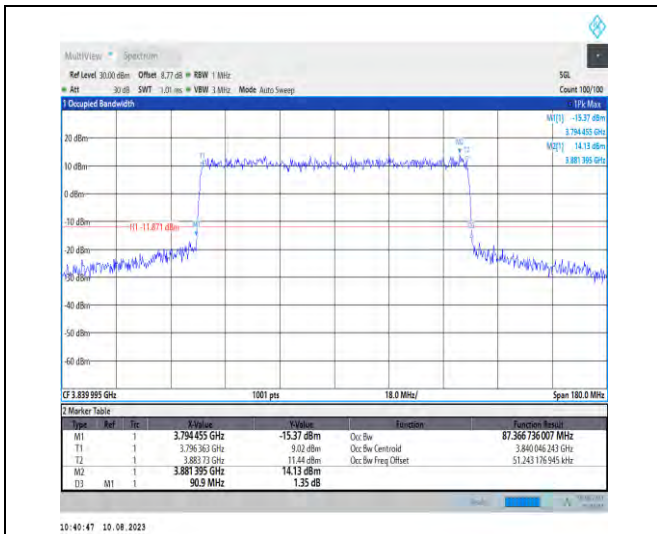 MultiView Spectrum
Ref Level 30.00 dBm Offset 8.77 dB RBW 1 MHz SGL
Att 30 dB SWT 1.01 ms VBW 3 MHz Mode Auto Sweep Count 100/100
1 Occupied Bandwidth 1Pk Max
M1[1] -15.37 dBm
3.794 455 GHz
M2[1] 14.13 dBm
3.881 395 GHz
20 dBm
M2
T1 T2
10 dBm
0 dBm
-10 dBm
H1 -11.871 dBm
-20 dBm
-30 dBm
-40 dBm
-50 dBm
-60 dBm
CF 3.839 995 GHz 1001 pts 18.0 MHz/ Span 180.0 MHz
2 Marker Table
Type Ref Trc X-Value Y-Value Function Function Result
M1 1 3.794 455 GHz -15.37 dBm Occ Bw 87.366 736 007 MHz
T1 1 3.796 363 GHz 9.02 dBm Occ Bw Centroid 3.840 046 243 GHz
T2 1 3.883 73 GHz 11.44 dBm Occ Bw Freq Offset 51.243 176 945 kHz
M2 1 3.881 395 GHz 14.13 dBm
D3 M1 1 90.9 MHz 1.35 dB
10:40:47 10.08.2023